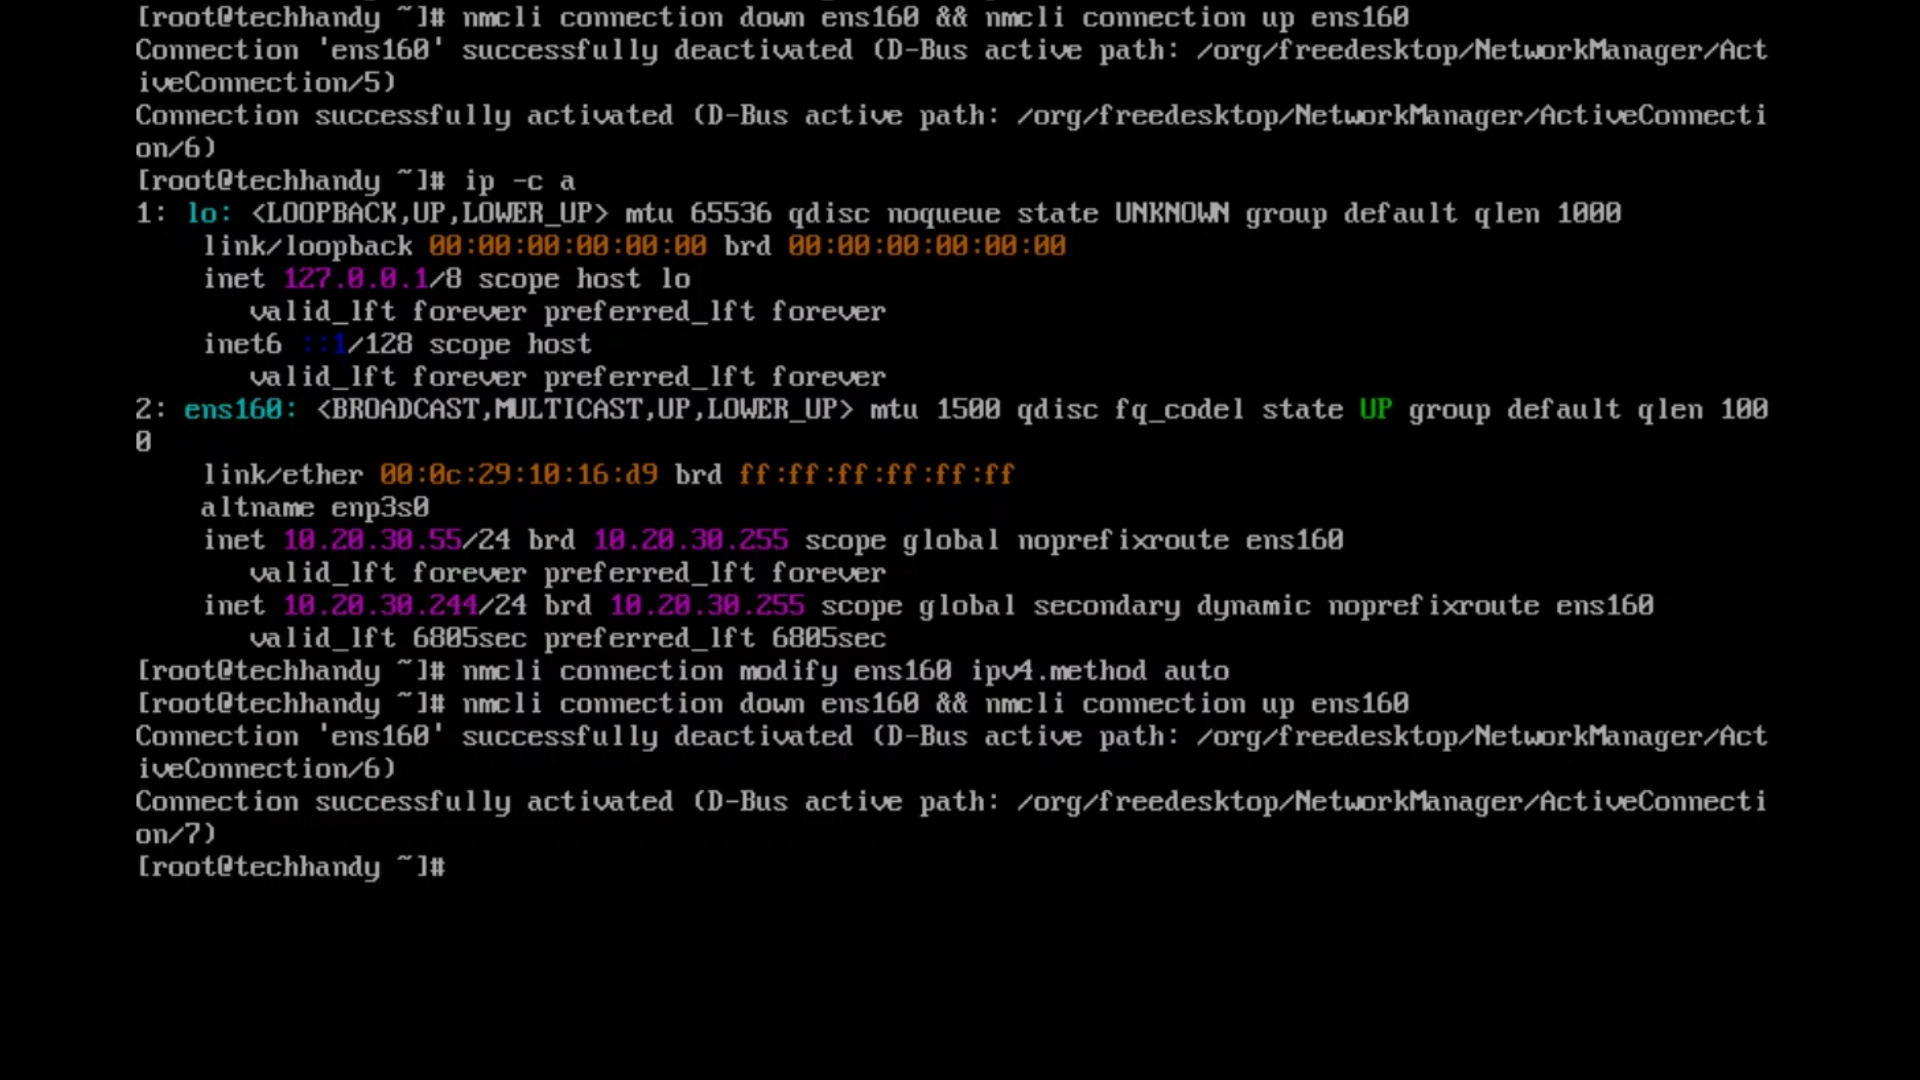 [root@techhandy ~]# nmcli connection down ens160 && nmcli connection up ens160
Connection 'ens160' successfully deactivated (D-Bus active path: /org/freedesktop/NetworkManager/Act
iveConnection/5)
Connection successfully activated (D-Bus active path: /org/freedesktop/NetworkManager/ActiveConnecti
on/6)
[root@techhandy ~]# ip -c a
1: lo: <LOOPBACK,UP,LOWER_UP> mtu 65536 qdisc noqueue state UNKNOWN group default qlen 1000
    link/loopback 00:00:00:00:00:00 brd 00:00:00:00:00:00
    inet 127.0.0.1/8 scope host lo
       valid_lft forever preferred_lft forever
    inet6 ::1/128 scope host
       valid_lft forever preferred_lft forever
2: ens160: <BROADCAST,MULTICAST,UP,LOWER_UP> mtu 1500 qdisc fq_codel state UP group default qlen 100
0
    link/ether 00:0c:29:10:16:d9 brd ff:ff:ff:ff:ff:ff
    altname enp3s0
    inet 10.20.30.55/24 brd 10.20.30.255 scope global noprefixroute ens160
       valid_lft forever preferred_lft forever
    inet 10.20.30.244/24 brd 10.20.30.255 scope global secondary dynamic noprefixroute ens160
       valid_lft 6805sec preferred_lft 6805sec
[root@techhandy ~]# nmcli connection modify ens160 ipv4.method auto
[root@techhandy ~]# nmcli connection down ens160 && nmcli connection up ens160
Connection 'ens160' successfully deactivated (D-Bus active path: /org/freedesktop/NetworkManager/Act
iveConnection/6)
Connection successfully activated (D-Bus active path: /org/freedesktop/NetworkManager/ActiveConnecti
on/7)
[root@techhandy ~]#